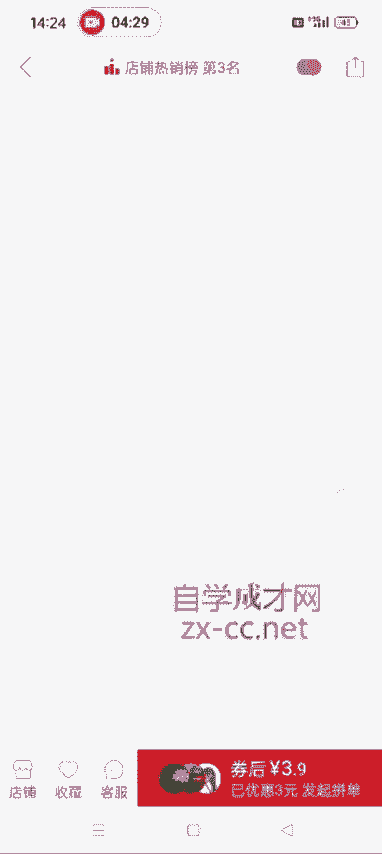 14:24
04:29
店铺热销榜 第3名
自学成才网
zx-cc.net
店铺
收藏
客服
券后 ¥3.9
已优惠3元 发起拼单